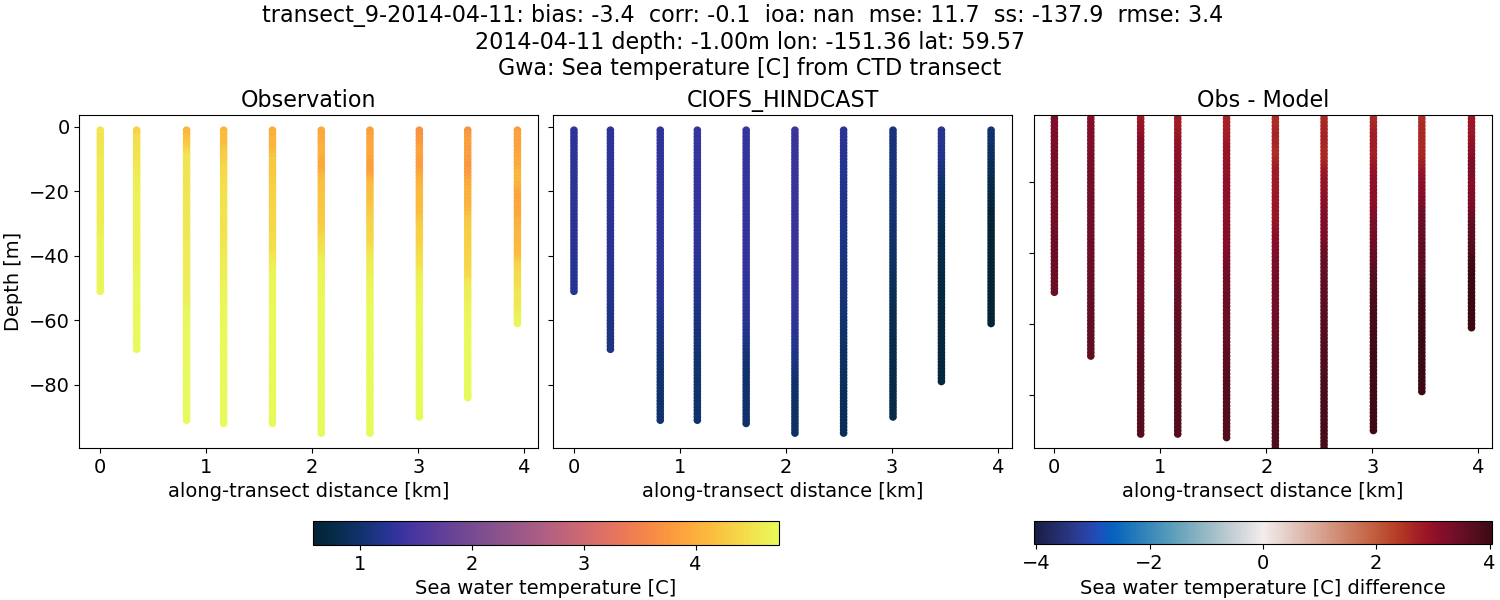 transect_9-2014-04-11: bias: -3.4  corr: -0.1  ioa: nan  mse: 11.7  ss: -137.9  rmse: 3.4
2014-04-11 depth: -1.00m lon: -151.36 lat: 59.57
Gwa: Sea temperature [C] from CTD transect
Observation
CIOFS_HINDCAST
Obs - Model
Depth [m]
0
−20
−40
−60
−80
0 1 2 3 4
0 1 2 3 4
0 1 2 3 4
along-transect distance [km]
along-transect distance [km]
along-transect distance [km]
1 2 3 4
Sea water temperature [C]
−4 −2 0 2 4
Sea water temperature [C] difference